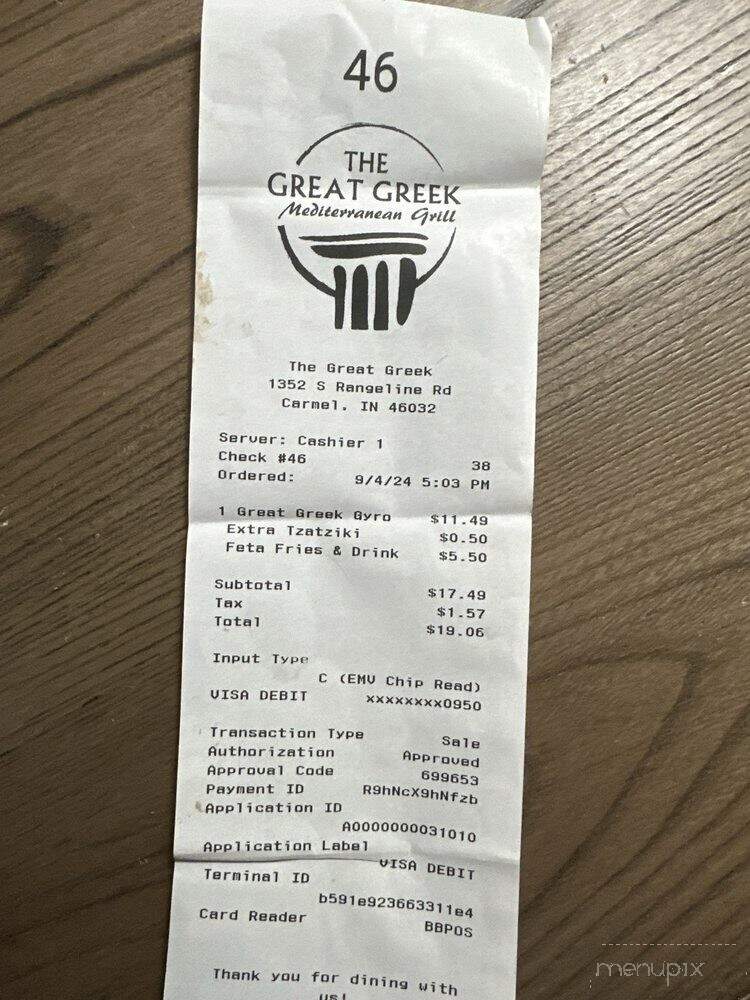 46
THE
GREAT GREEK
Mediterranean Grill
The Great Greek
1352 S Rangeline Rd
Carmel, IN 46032
Server: Cashier 1
Check #46 38
Ordered: 9/4/24 5:03 PM
1 Great Greek Gyro $11.49
Extra Tzatziki $0.50
Feta Fries & Drink $5.50
Subtotal $17.49
Tax $1.57
Total $19.06
Input Type
C (EMV Chip Read)
VISA DEBIT xxxxxxxx0950
Transaction Type Sale
Authorization Approved
Approval Code 699653
Payment ID R9hNcX9hNfzb
Application ID
A0000000031010
Application Label
VISA DEBIT
Terminal ID
b591e923663311e4
Card Reader BBPOS
Thank you for dining with
us!
menupix